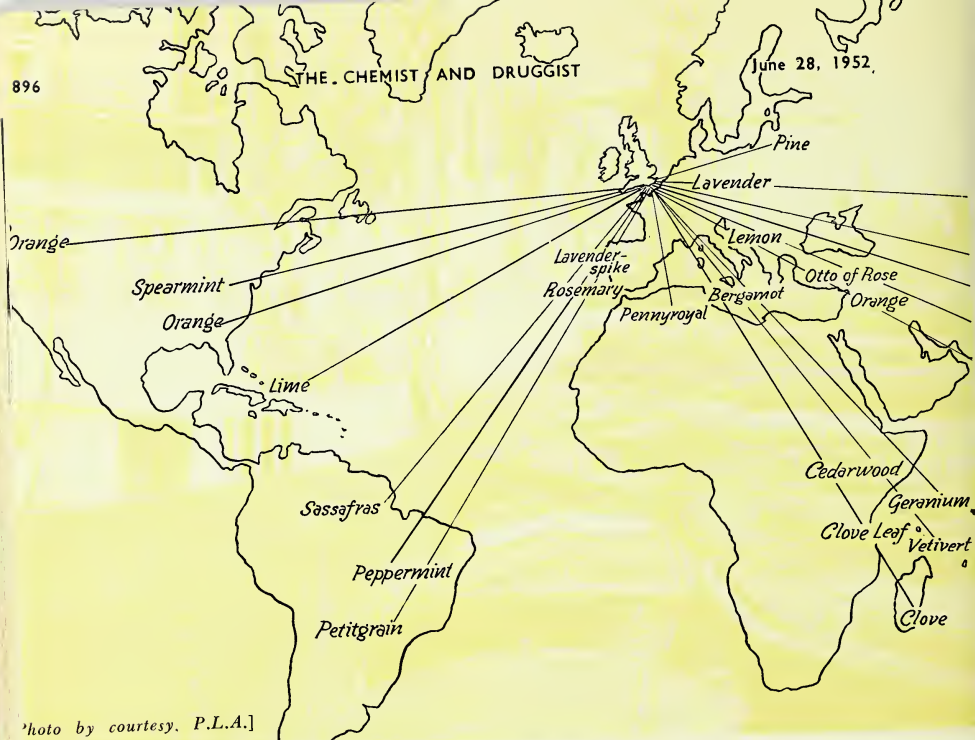 896
THE CHEMIST AND DRUGGIST
June 28, 1952
Pine
Lavender
Orange
Lemon
Lavender-
spike
Otto of Rose
Spearmint
Rosemary
Bergamot
Orange
Pennyroyal
Orange
Lime
Cedarwood
Sassafras
Geranium
Clove Leaf
Vetivert
Peppermint
Clove
Petitgrain
Photo by courtesy, P.L.A.]